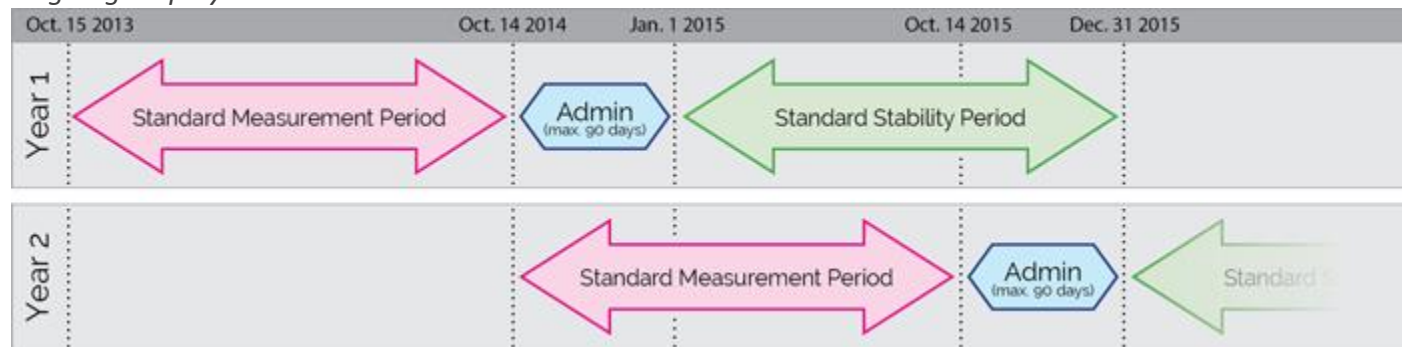 Oct. 15 2013 Oct. 14 2014 Jan. 1 2015 Oct. 14 2015 Dec. 31 2015
Year 1
Standard Measurement Period
Admin
(max. 90 days)
Standard Stability Period
Year 2
Standard Measurement Period
Admin
(max. 90 days)
Standard S